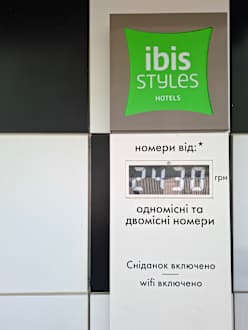 ibis
STYLES
HOTELS
номери від:*
2430 грн
одномісні та
двомісні номери
Сніданок включено
wifi включено